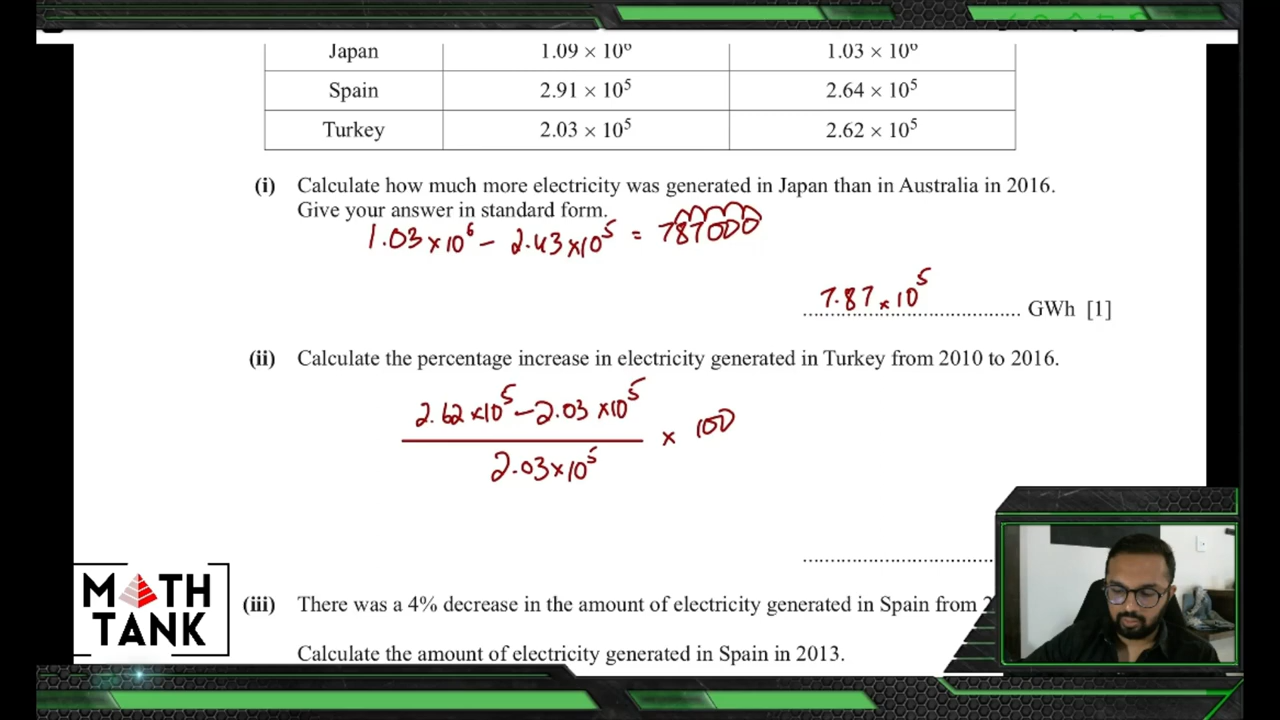 Japan 1.09 × 10⁶ 1.03 × 10⁶
Spain 2.91 × 10⁵ 2.64 × 10⁵
Turkey 2.03 × 10⁵ 2.62 × 10⁵
(i) Calculate how much more electricity was generated in Japan than in Australia in 2016.
Give your answer in standard form.
1.03 × 10⁶ − 2.43 × 10⁵ = 787000
7.87 × 10⁵
.......................................... GWh [1]
(ii) Calculate the percentage increase in electricity generated in Turkey from 2010 to 2016.
2.62 × 10⁵ − 2.03 × 10⁵
2.03 × 10⁵
× 100
MATH
TANK
(iii) There was a 4% decrease in the amount of electricity generated in Spain from 2
Calculate the amount of electricity generated in Spain in 2013.